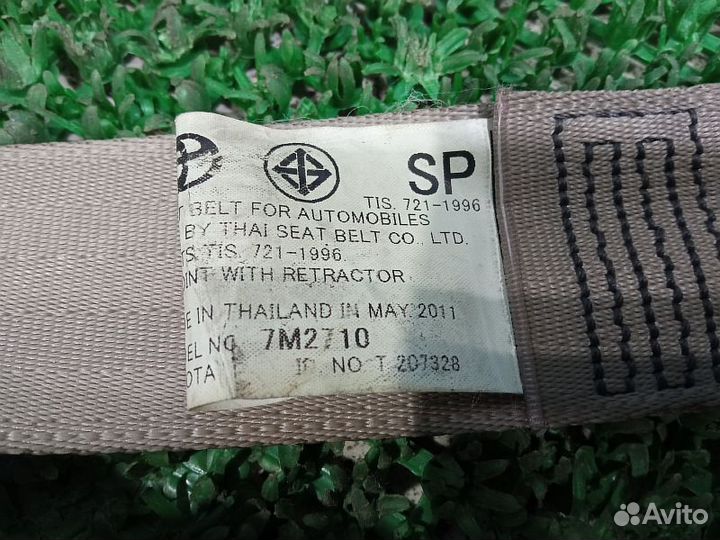 SP
TIS. 721-1996
T BELT FOR AUTOMOBILES
BY THAI SEAT BELT CO., LTD.
TS. TIS. 721-1996
INT WITH RETRACTOR
E IN THAILAND IN MAY. 2011
EL NO. 7M2710
OTA ID. NO T 207328
Avito